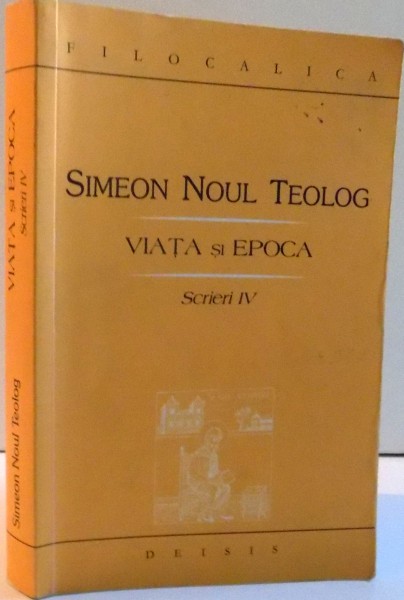 FILOCALICA
SIMEON NOUL TEOLOG
VIAȚA ȘI EPOCA
Scrieri IV
DEISIS
VIAȚA ȘI EPOCA
Scrieri IV
Simeon Noul Teolog